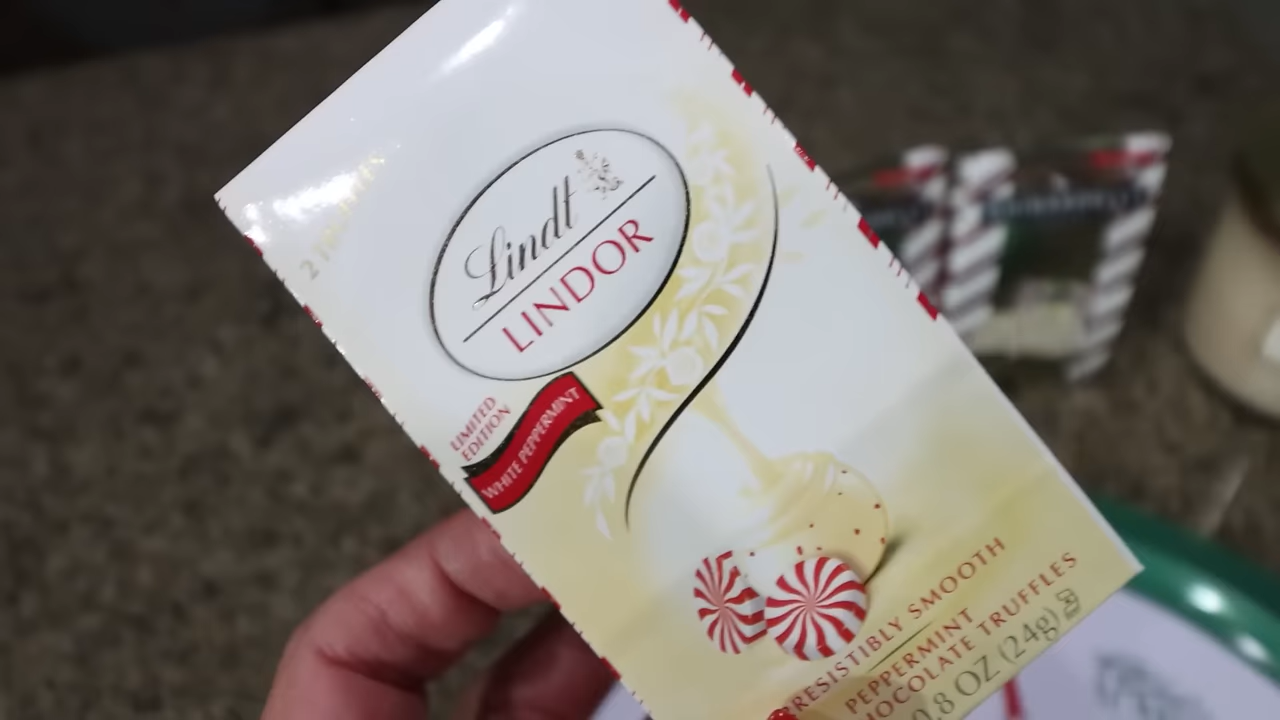 Lindt
LINDOR
LIMITED
EDITION
WHITE PEPPERMINT
IRRESISTIBLY SMOOTH
PEPPERMINT
CHOCOLATE TRUFFLES
0.8 OZ (24g)